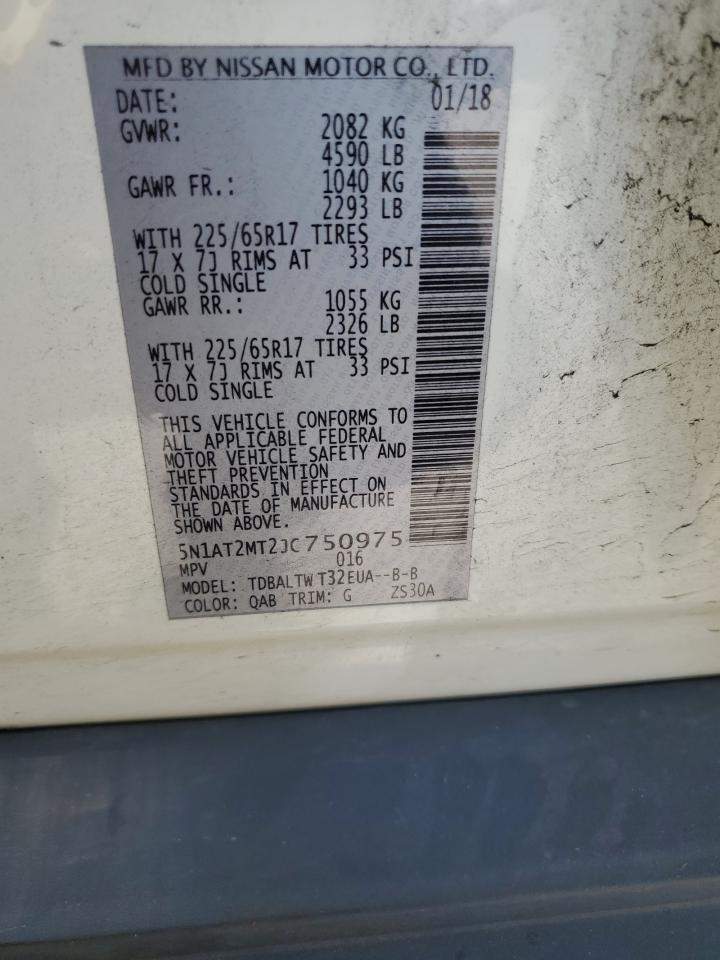 MFD BY NISSAN MOTOR CO., LTD.
DATE: 01/18
GVWR: 2082 KG
4590 LB
GAWR FR.: 1040 KG
2293 LB
WITH 225/65R17 TIRES
17 X 7J RIMS AT 33 PSI
COLD SINGLE
GAWR RR.: 1055 KG
2326 LB
WITH 225/65R17 TIRES
17 X 7J RIMS AT 33 PSI
COLD SINGLE
THIS VEHICLE CONFORMS TO
ALL APPLICABLE FEDERAL
MOTOR VEHICLE SAFETY AND
THEFT PREVENTION
STANDARDS IN EFFECT ON
THE DATE OF MANUFACTURE
SHOWN ABOVE.
5N1AT2MT2JC750975
MPV 016
MODEL: TDBALTW T32EUA--B-B
COLOR: QAB TRIM: G ZS30A